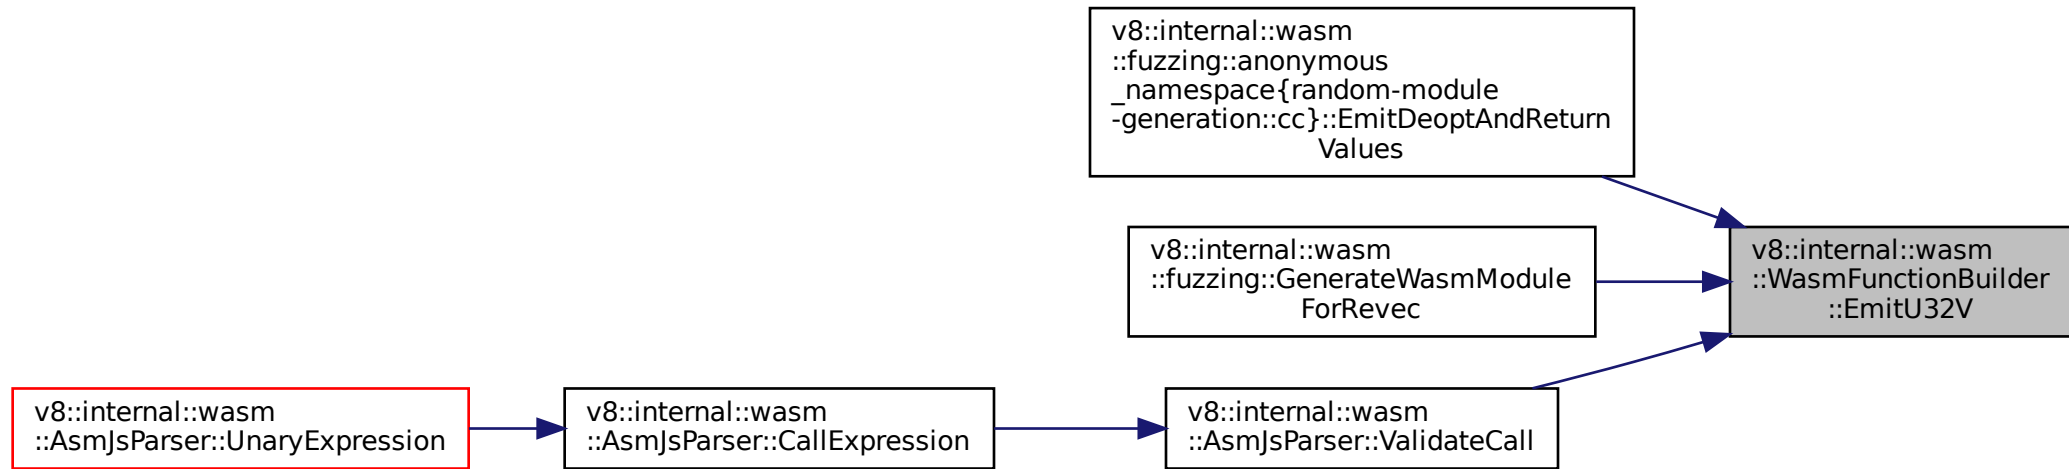 v8::internal::wasm
::fuzzing::anonymous
_namespace{random-module
-generation::cc}::EmitDeoptAndReturn
Values
v8::internal::wasm
::fuzzing::GenerateWasmModule
ForRevec
v8::internal::wasm
::WasmFunctionBuilder
::EmitU32V
v8::internal::wasm
::AsmJsParser::UnaryExpression
v8::internal::wasm
::AsmJsParser::CallExpression
v8::internal::wasm
::AsmJsParser::ValidateCall